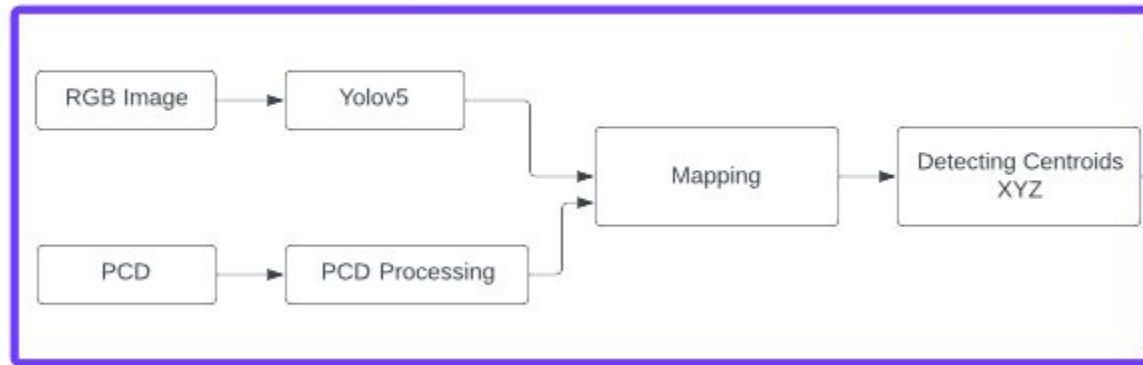 RGB Image
Yolov5
Mapping
Detecting Centroids
XYZ
PCD
PCD Processing